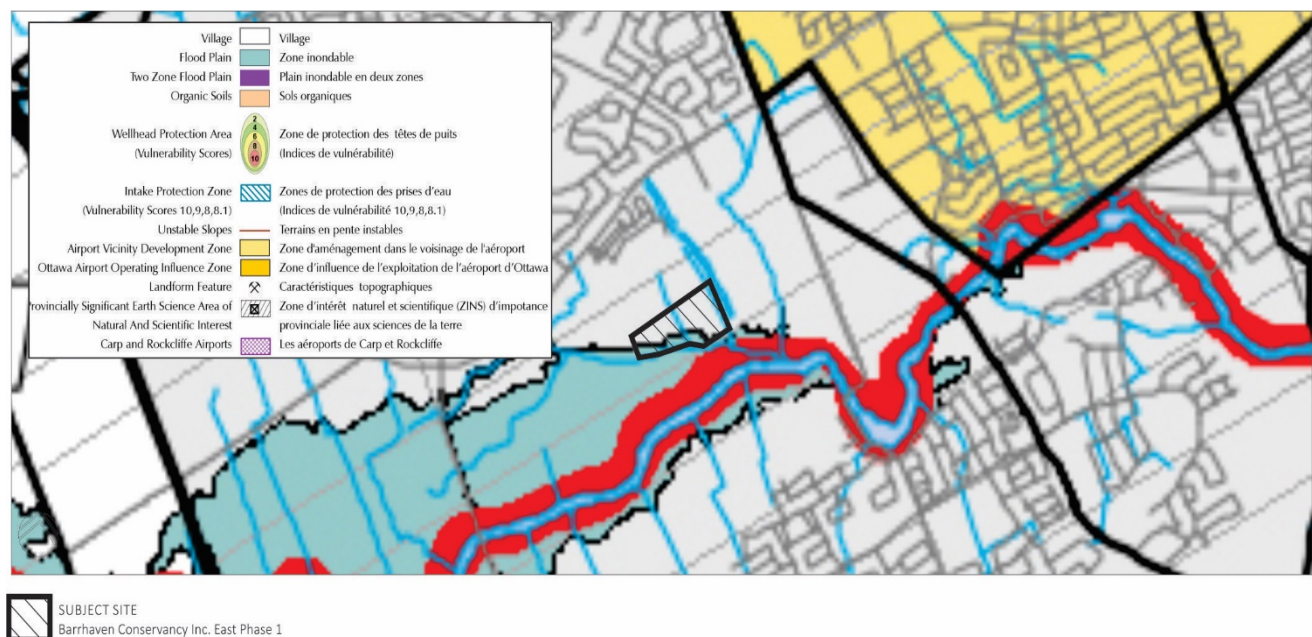 Village Village
Flood Plain Zone inondable
Two Zone Flood Plain Plain inondable en deux zones
Organic Soils Sols organiques
2
4
6
8
10
Wellhead Protection Area Zone de protection des têtes de puits
(Vulnerability Scores) (Indices de vulnérabilité)
Intake Protection Zone Zones de protection des prises d'eau
(Vulnerability Scores 10,9,8,8.1) (Indices de vulnérabilité 10,9,8,8.1)
Unstable Slopes Terrains en pente instables
Airport Vicinity Development Zone Zone d'aménagement dans le voisinage de l'aéroport
Ottawa Airport Operating Influence Zone Zone d'influence de l'exploitation de l'aéroport d'Ottawa
Landform Feature Caractéristiques topographiques
rovincially Significant Earth Science Area of Zone d'intérêt naturel et scientifique (ZINS) d'impotance
Natural And Scientific Interest provinciale liée aux sciences de la terre
Carp and Rockcliffe Airports Les aéroports de Carp et Rockcliffe
SUBJECT SITE
Barrhaven Conservancy Inc. East Phase 1